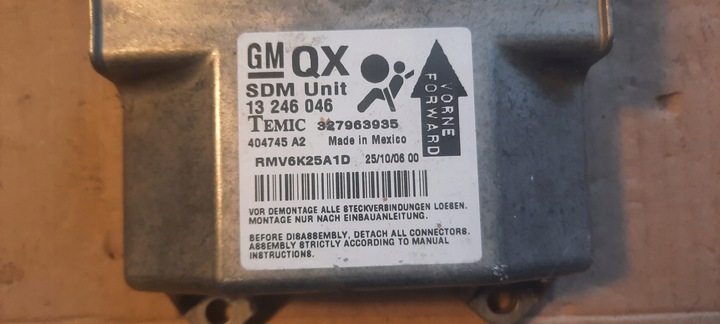 GM QX
SDM Unit
13 246 046
TEMIC 327963935
404745 A2 Made in Mexico
RMV6K25A1D 25/10/06 00
VORNE
FORWARD
VOR DEMONTAGE ALLE STECKVERBINDUNGEN LOESEN.
MONTAGE NUR NACH EINBAUANLEITUNG.
BEFORE DISASSEMBLY, DETACH ALL CONNECTORS.
ASSEMBLY STRICTLY ACCORDING TO MANUAL
INSTRUCTIONS.